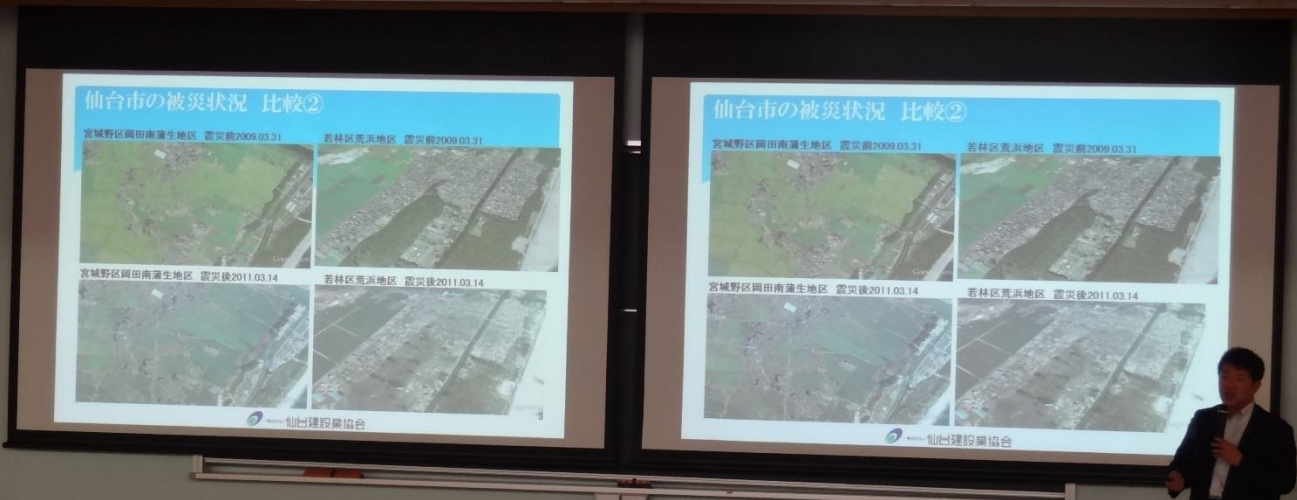 仙台市の被災状況 比較②
宮城野区岡田南蒲生地区 震災前2009.03.31
若林区荒浜地区 震災前2009.03.31
宮城野区岡田南蒲生地区 震災後2011.03.14
若林区荒浜地区 震災後2011.03.14
仙台建設業協会
5
仙台市の被災状況 比較②
宮城野区岡田南蒲生地区 震災前2009.03.31
若林区荒浜地区 震災前2009.03.31
宮城野区岡田南蒲生地区 震災後2011.03.14
若林区荒浜地区 震災後2011.03.14
仙台建設業協会